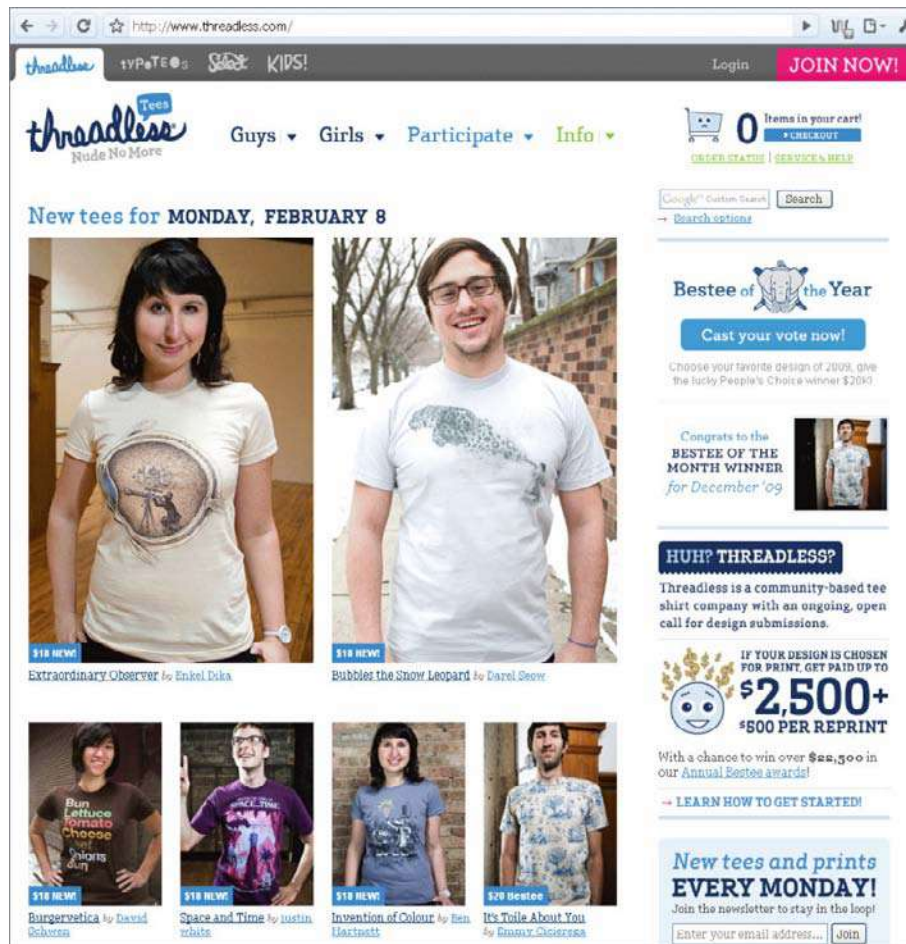 http://www.threadless.com/
threadless
TYPETEES
Select
KIDS!
Login
JOIN NOW!
threadless
Tees
Nude No More
Guys
Girls
Participate
Info
0
Items in your cart!
CHECKOUT
ORDER STATUS | SERVICE & HELP
Google™ Custom Search
Search
→ Search options
New tees for MONDAY, FEBRUARY 8
$18 NEW!
Extraordinary Observer by Enkel Dika
$18 NEW!
Bubbles the Snow Leopard by Darel Seow
Bun
Lettuce
Tomato
Cheese
Onions
Bun
$18 NEW!
Burgervetica by David
Schwen
SPACE TIME
$18 NEW!
Space and Time by justin
white
$18 NEW!
Invention of Colour by Ben
Hartnett
$20 Bestee
It's Toile About You
by Emmy Cicierega
Bestee of the Year
Cast your vote now!
Choose your favorite design of 2009, give
the lucky People's Choice winner $20K!
Congrats to the
BESTEE OF THE
MONTH WINNER
for December '09
HUH? THREADLESS?
Threadless is a community-based tee
shirt company with an ongoing, open
call for design submissions.
IF YOUR DESIGN IS CHOSEN
FOR PRINT, GET PAID UP TO
$2,500+
$500 PER REPRINT
With a chance to win over $22,500 in
our Annual Bestee awards!
→ LEARN HOW TO GET STARTED!
New tees and prints
EVERY MONDAY!
Join the newsletter to stay in the loop!
Enter your email address...
Join